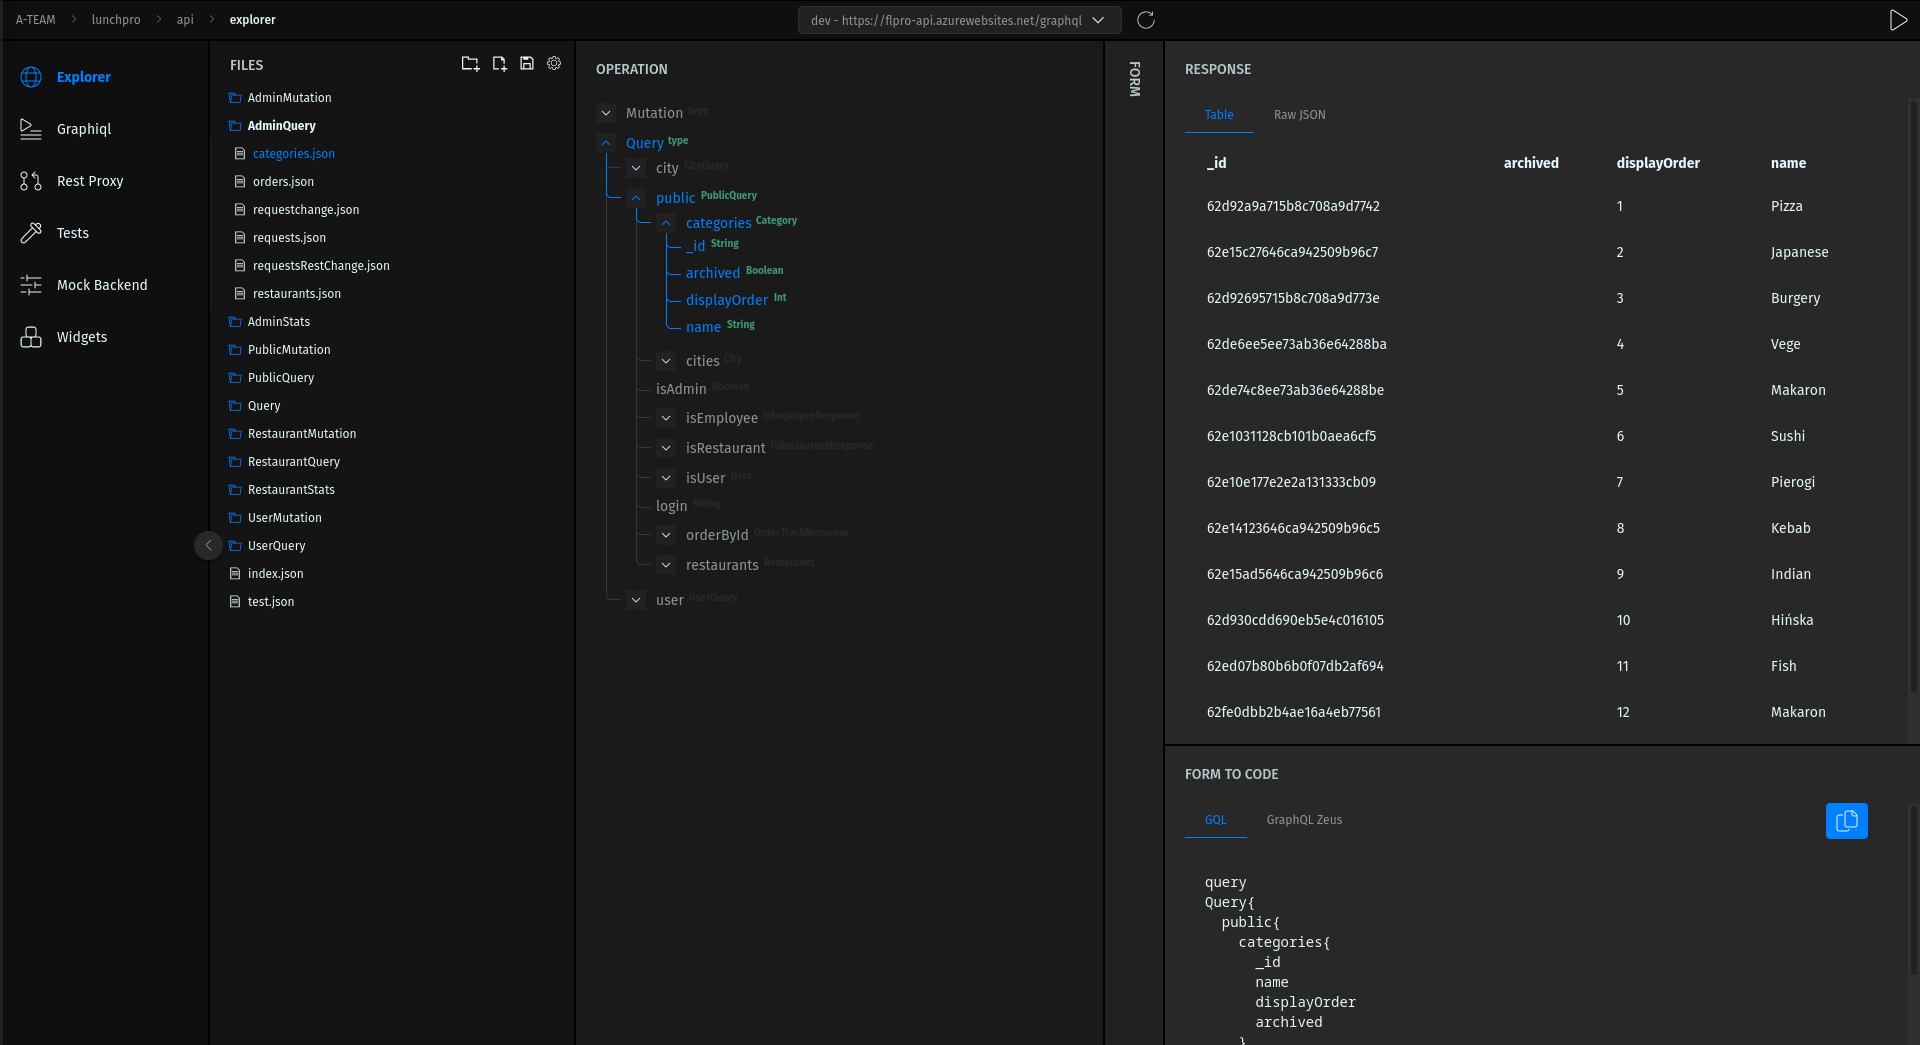 A-TEAM > lunchpro > api > explorer
dev - https://flpro-api.azurewebsites.net/graphql
Explorer
Graphiql
Rest Proxy
Tests
Mock Backend
Widgets
FILES
AdminMutation
AdminQuery
categories.json
orders.json
requestchange.json
requests.json
requestsRestChange.json
restaurants.json
AdminStats
PublicMutation
PublicQuery
Query
RestaurantMutation
RestaurantQuery
RestaurantStats
UserMutation
UserQuery
index.json
test.json
OPERATION
Mutation type
Query type
city CityQuery
public PublicQuery
categories Category
_id String
archived Boolean
displayOrder Int
name String
cities City
isAdmin Boolean
isEmployee IsEmployeeResponse
isRestaurant IsRestaurantResponse
isUser User
login String
orderById OrderTrackResponse
restaurants Restaurant
user UserQuery
FORM
RESPONSE
Table Raw JSON
_id archived displayOrder name
62d92a9a715b8c708a9d7742 1 Pizza
62e15c27646ca942509b96c7 2 Japanese
62d92695715b8c708a9d773e 3 Burgery
62de6ee5ee73ab36e64288ba 4 Vege
62de74c8ee73ab36e64288be 5 Makaron
62e1031128cb101b0aea6cf5 6 Sushi
62e10e177e2e2a131333cb09 7 Pierogi
62e14123646ca942509b96c5 8 Kebab
62e15ad5646ca942509b96c6 9 Indian
62d930cdd690eb5e4c016105 10 Hińska
62ed07b80b6b0f07db2af694 11 Fish
62fe0dbb2b4ae16a4eb77561 12 Makaron
FORM TO CODE
GQL GraphQL Zeus
query
Query{
public{
categories{
_id
name
displayOrder
archived
}